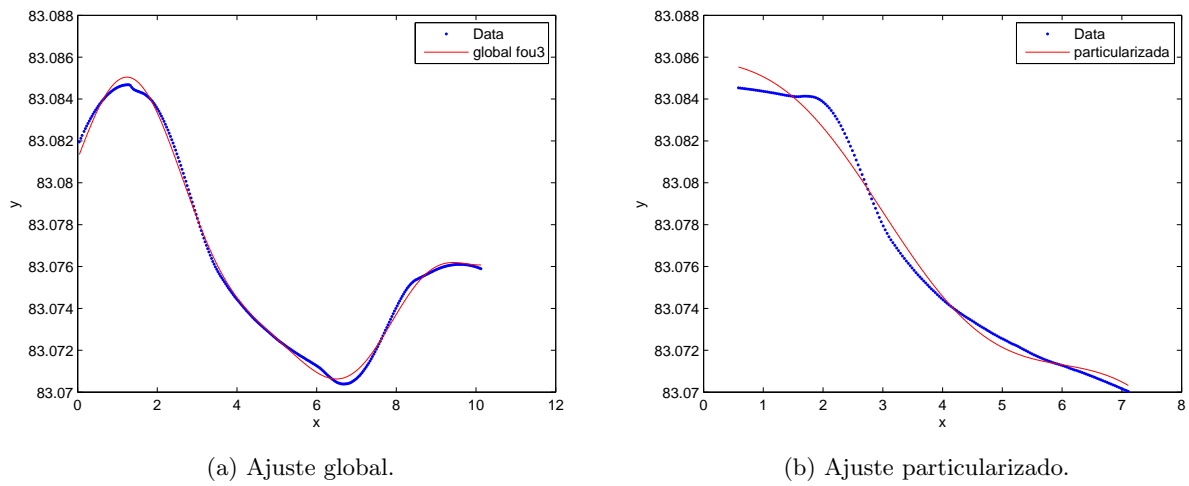 83.088
83.086
83.084
83.082
83.08
83.078
83.076
83.074
83.072
83.07
0 2 4 6 8 10 12
x
y
Data
global fou3
(a) Ajuste global.
83.088
83.086
83.084
83.082
83.08
83.078
83.076
83.074
83.072
83.07
0 1 2 3 4 5 6 7 8
x
y
Data
particularizada
(b) Ajuste particularizado.